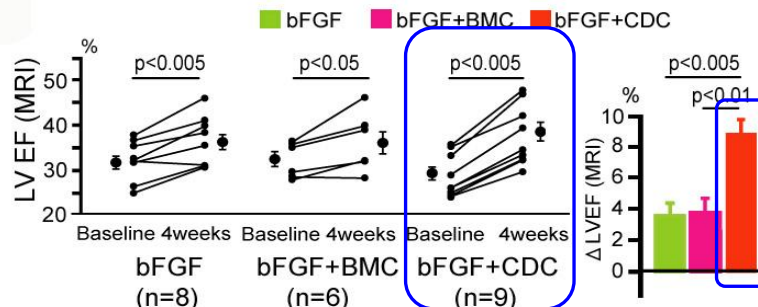 bFGF bFGF+BMC bFGF+CDC
%
p<0.005 p<0.05 p<0.005
p<0.005
p<0.01
LV EF (MRI)
50
40
30
20
Baseline 4weeks Baseline 4weeks Baseline 4weeks
bFGF bFGF+BMC bFGF+CDC
(n=8) (n=6) (n=9)
%
Δ LVEF (MRI)
10
8
6
4
2
0